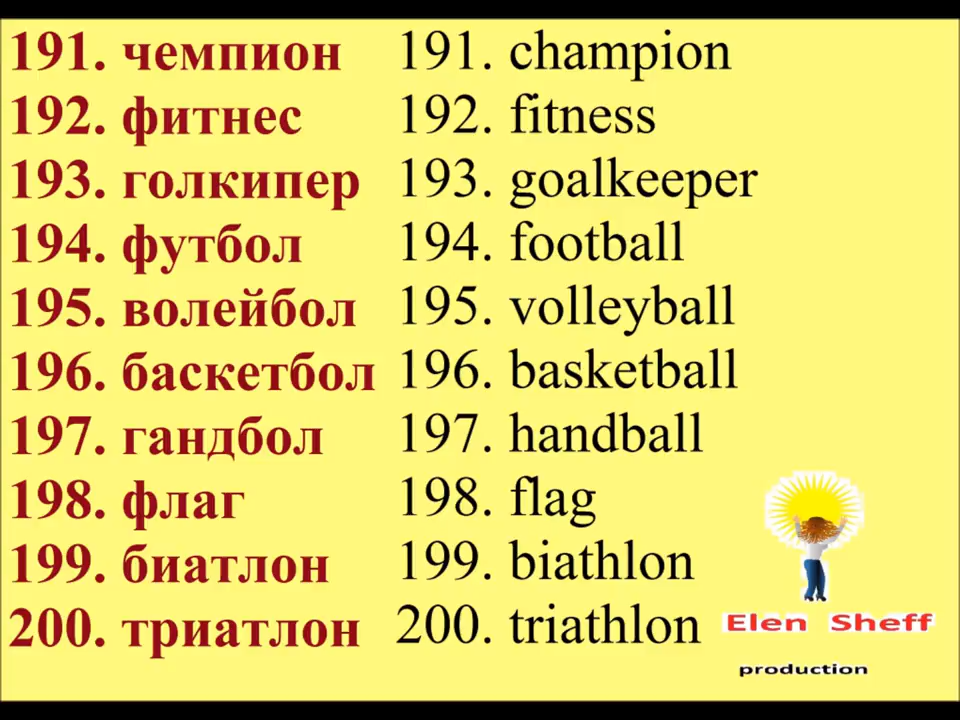 191. чемпион
192. фитнес
193. голкипер
194. футбол
195. волейбол
196. баскетбол
197. гандбол
198. флаг
199. биатлон
200. триатлон
191. champion
192. fitness
193. goalkeeper
194. football
195. volleyball
196. basketball
197. handball
198. flag
199. biathlon
200. triathlon
Elen Sheff
production